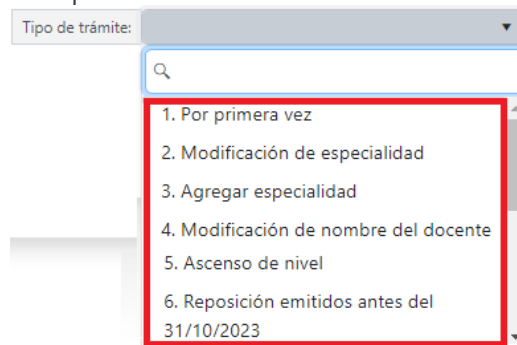 Tipo de trámite:
1. Por primera vez
2. Modificación de especialidad
3. Agregar especialidad
4. Modificación de nombre del docente
5. Ascenso de nivel
6. Reposición emitidos antes del
31/10/2023